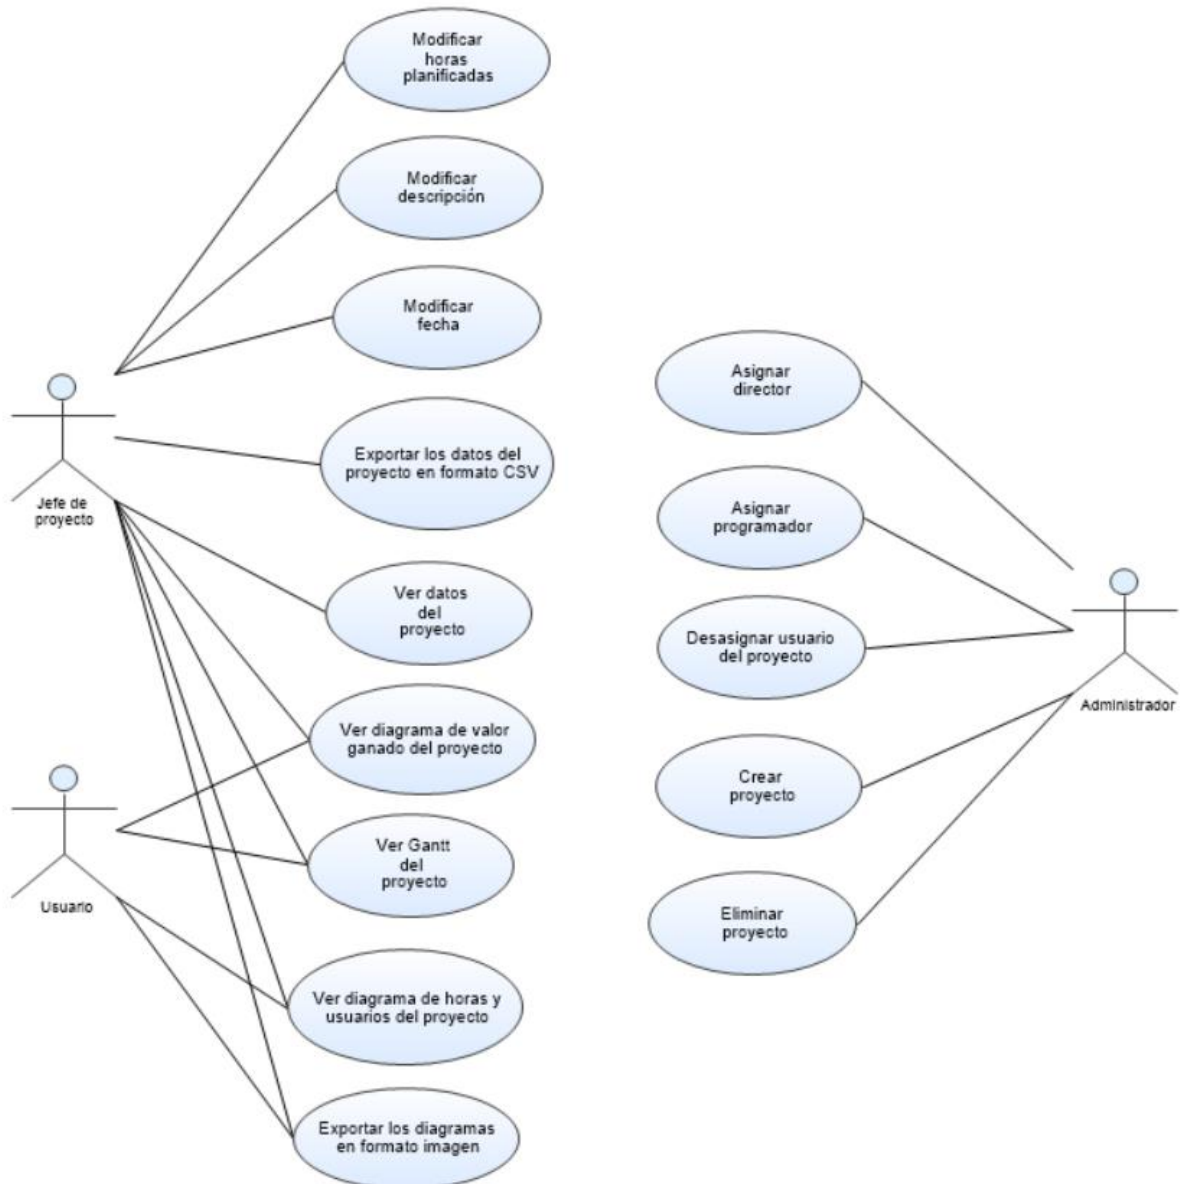 Modificar
horas
planificadas
Modificar
descripción
Modificar
fecha
Exportar los datos del
proyecto en formato CSV
Jefe de
proyecto
Ver datos
del
proyecto
Ver diagrama de valor
ganado del proyecto
Ver Gantt
del
proyecto
Usuario
Ver diagrama de horas y
usuarios del proyecto
Exportar los diagramas
en formato imagen
Asignar
director
Asignar
programador
Desasignar usuario
del proyecto
Administrador
Crear
proyecto
Eliminar
proyecto